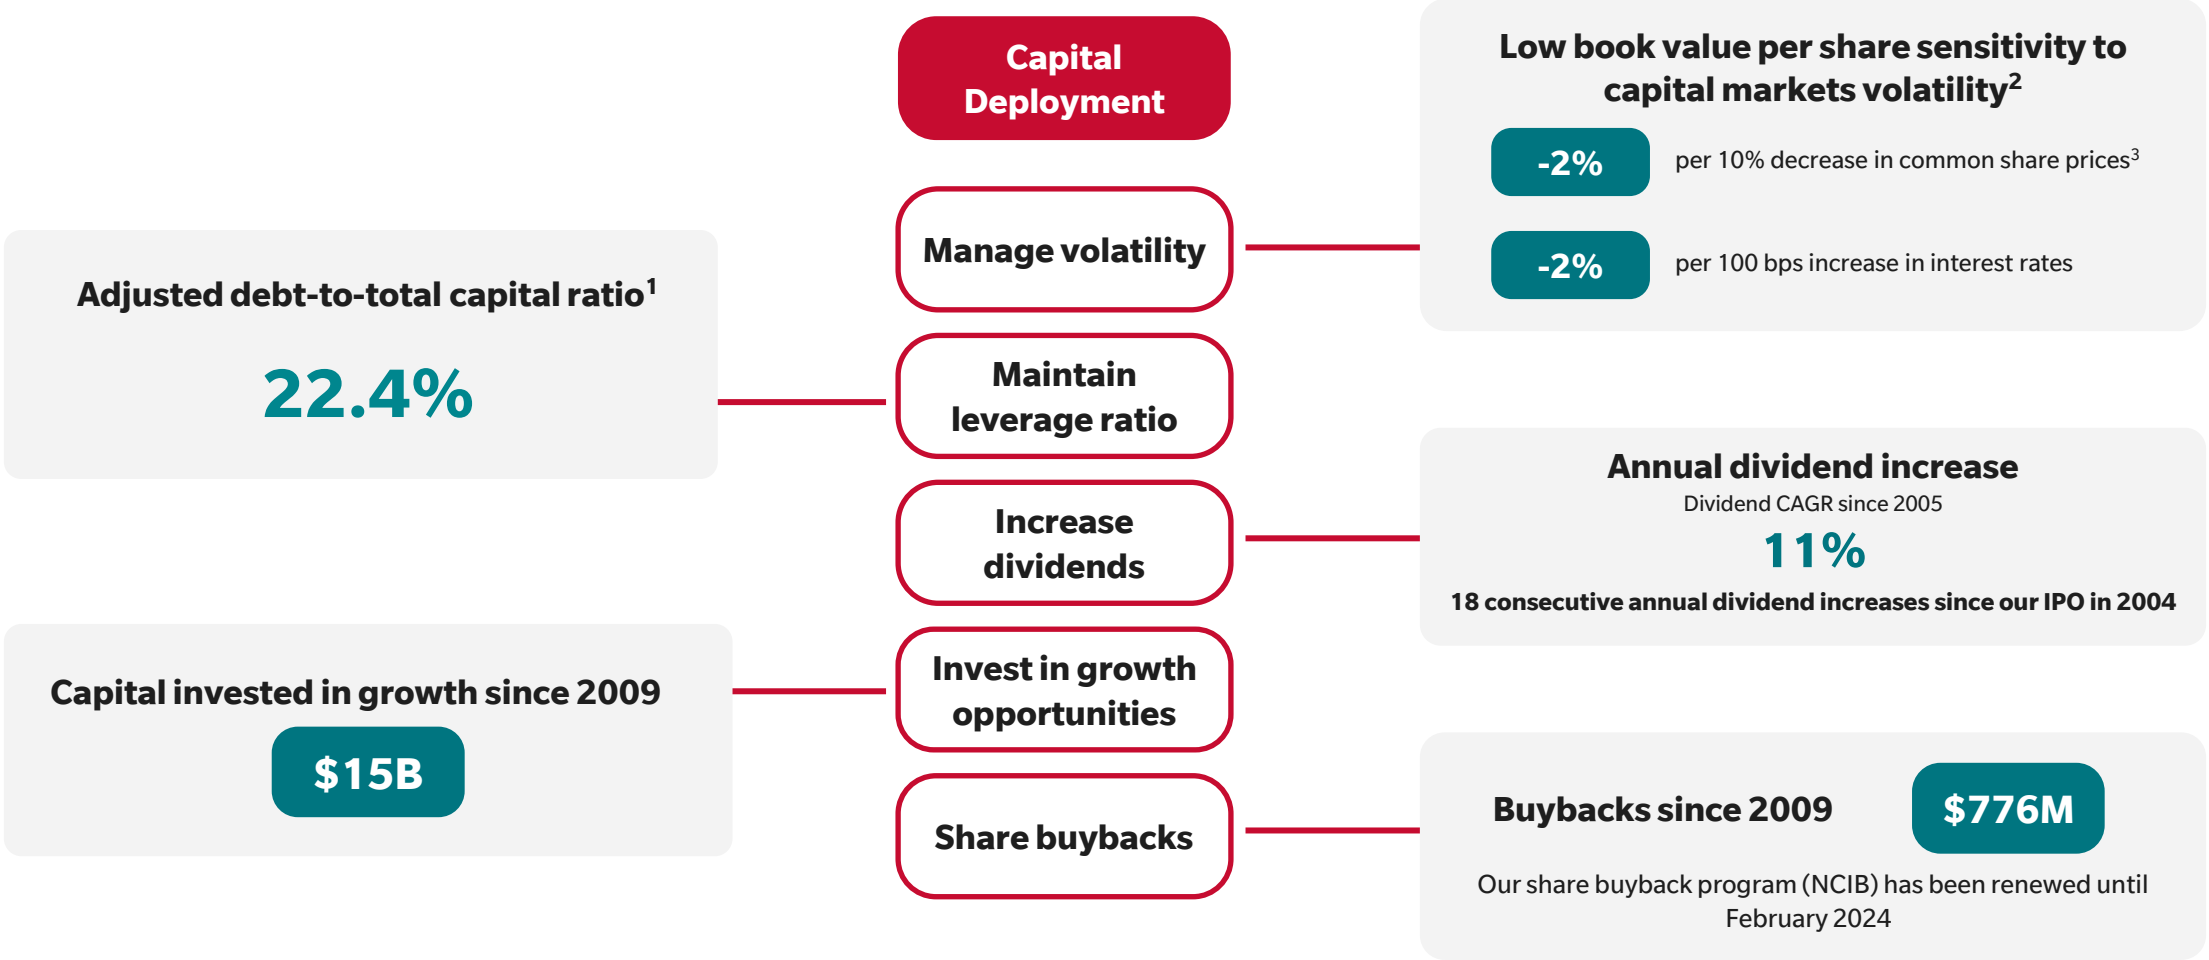 Capital
Deployment
Low book value per share sensitivity to
capital markets volatility²
-2%
per 10% decrease in common share prices³
-2%
per 100 bps increase in interest rates
Manage volatility
Adjusted debt-to-total capital ratio¹
22.4%
Maintain
leverage ratio
Annual dividend increase
Dividend CAGR since 2005
11%
18 consecutive annual dividend increases since our IPO in 2004
Increase
dividends
Capital invested in growth since 2009
$15B
Invest in growth
opportunities
Share buybacks
Buybacks since 2009
$776M
Our share buyback program (NCIB) has been renewed until
February 2024